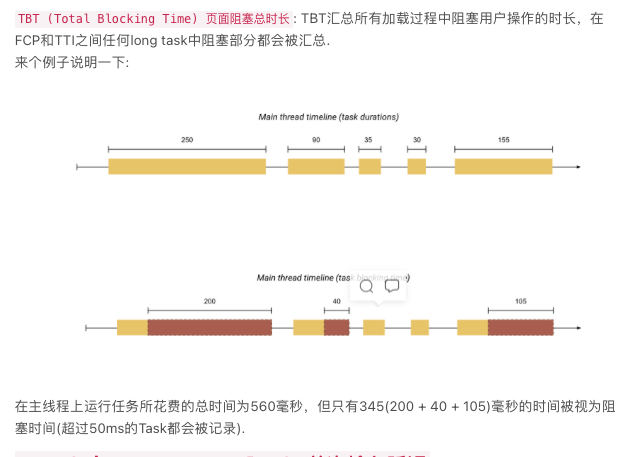 TBT (Total Blocking Time) 页面阻塞总时长: TBT汇总所有加载过程中阻塞用户操作的时长，在
FCP和TTI之间任何long task中阻塞部分都会被汇总.
来个例子说明一下:
Main thread timeline (task durations)
250 90 35 30 155
Main thread timeline (task blocking time)
200 40 105
在主线程上运行任务所花费的总时间为560毫秒，但只有345(200 + 40 + 105)毫秒的时间被视为阻
塞时间(超过50ms的Task都会被记录).